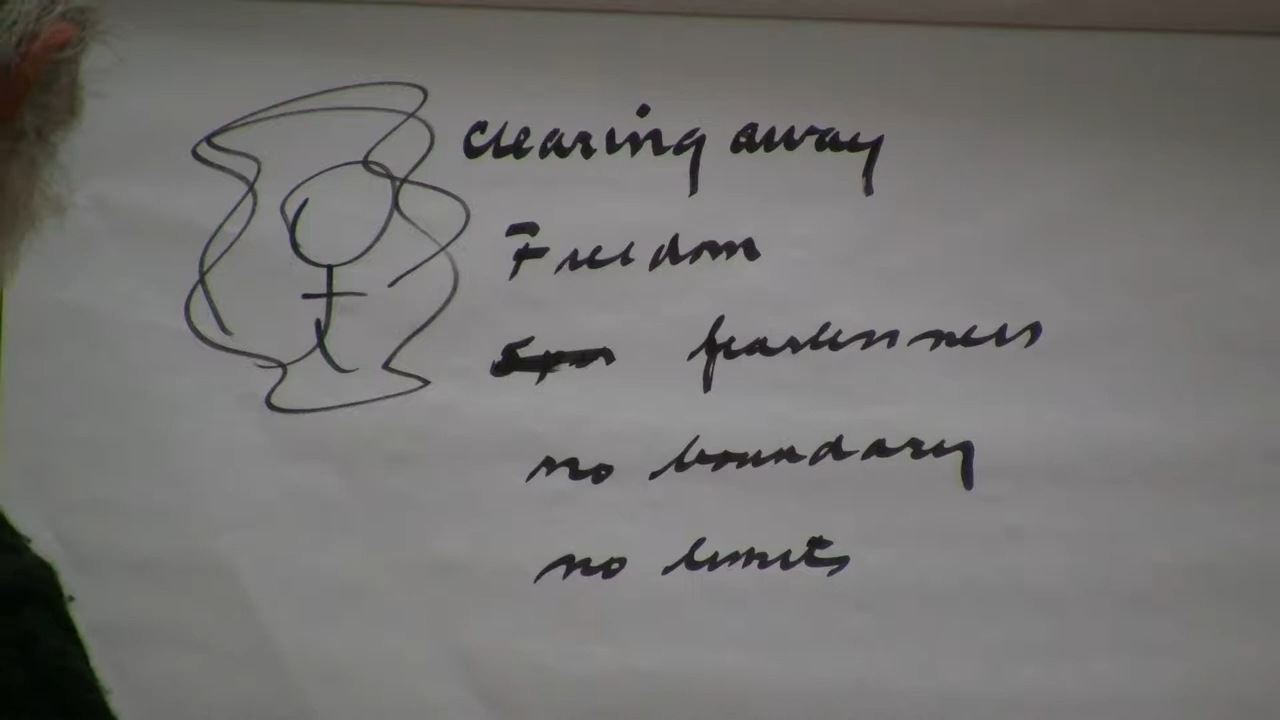 clearing away
Freedom
fearlessness
no boundary
no limits